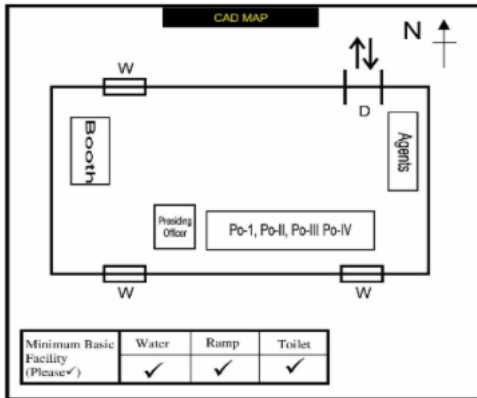 CAD MAP
N
W
D
Booth
Agents
Presiding
Officer
Po-1, Po-II, Po-III Po-IV
W
W
Minimum Basic
Facility
(Please✓)
Water
Ramp
Toilet
✓
✓
✓